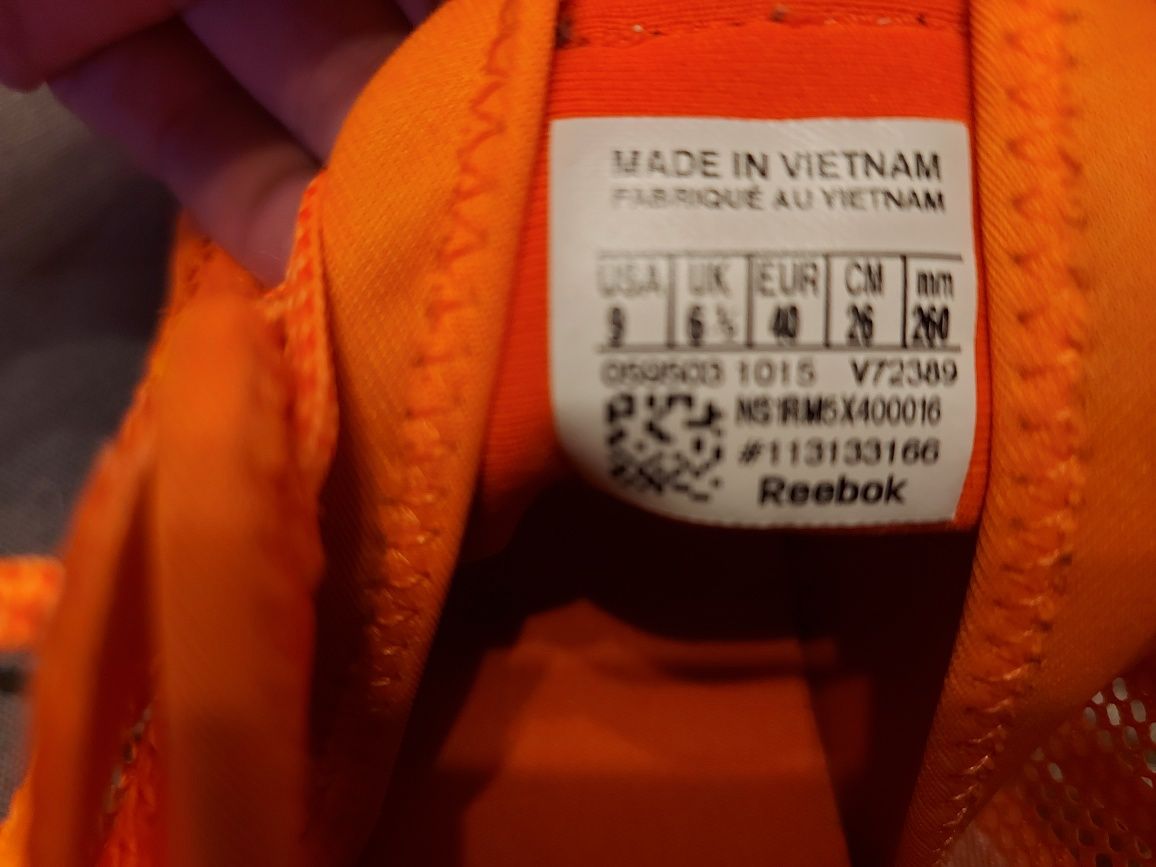 MADE IN VIETNAM
FABRIQUÉ AU VIETNAM
USA UK EUR CM mm
9 6 ½ 40 26 260
1015 V72389
NS1RM5X400016
#113133166
Reebok